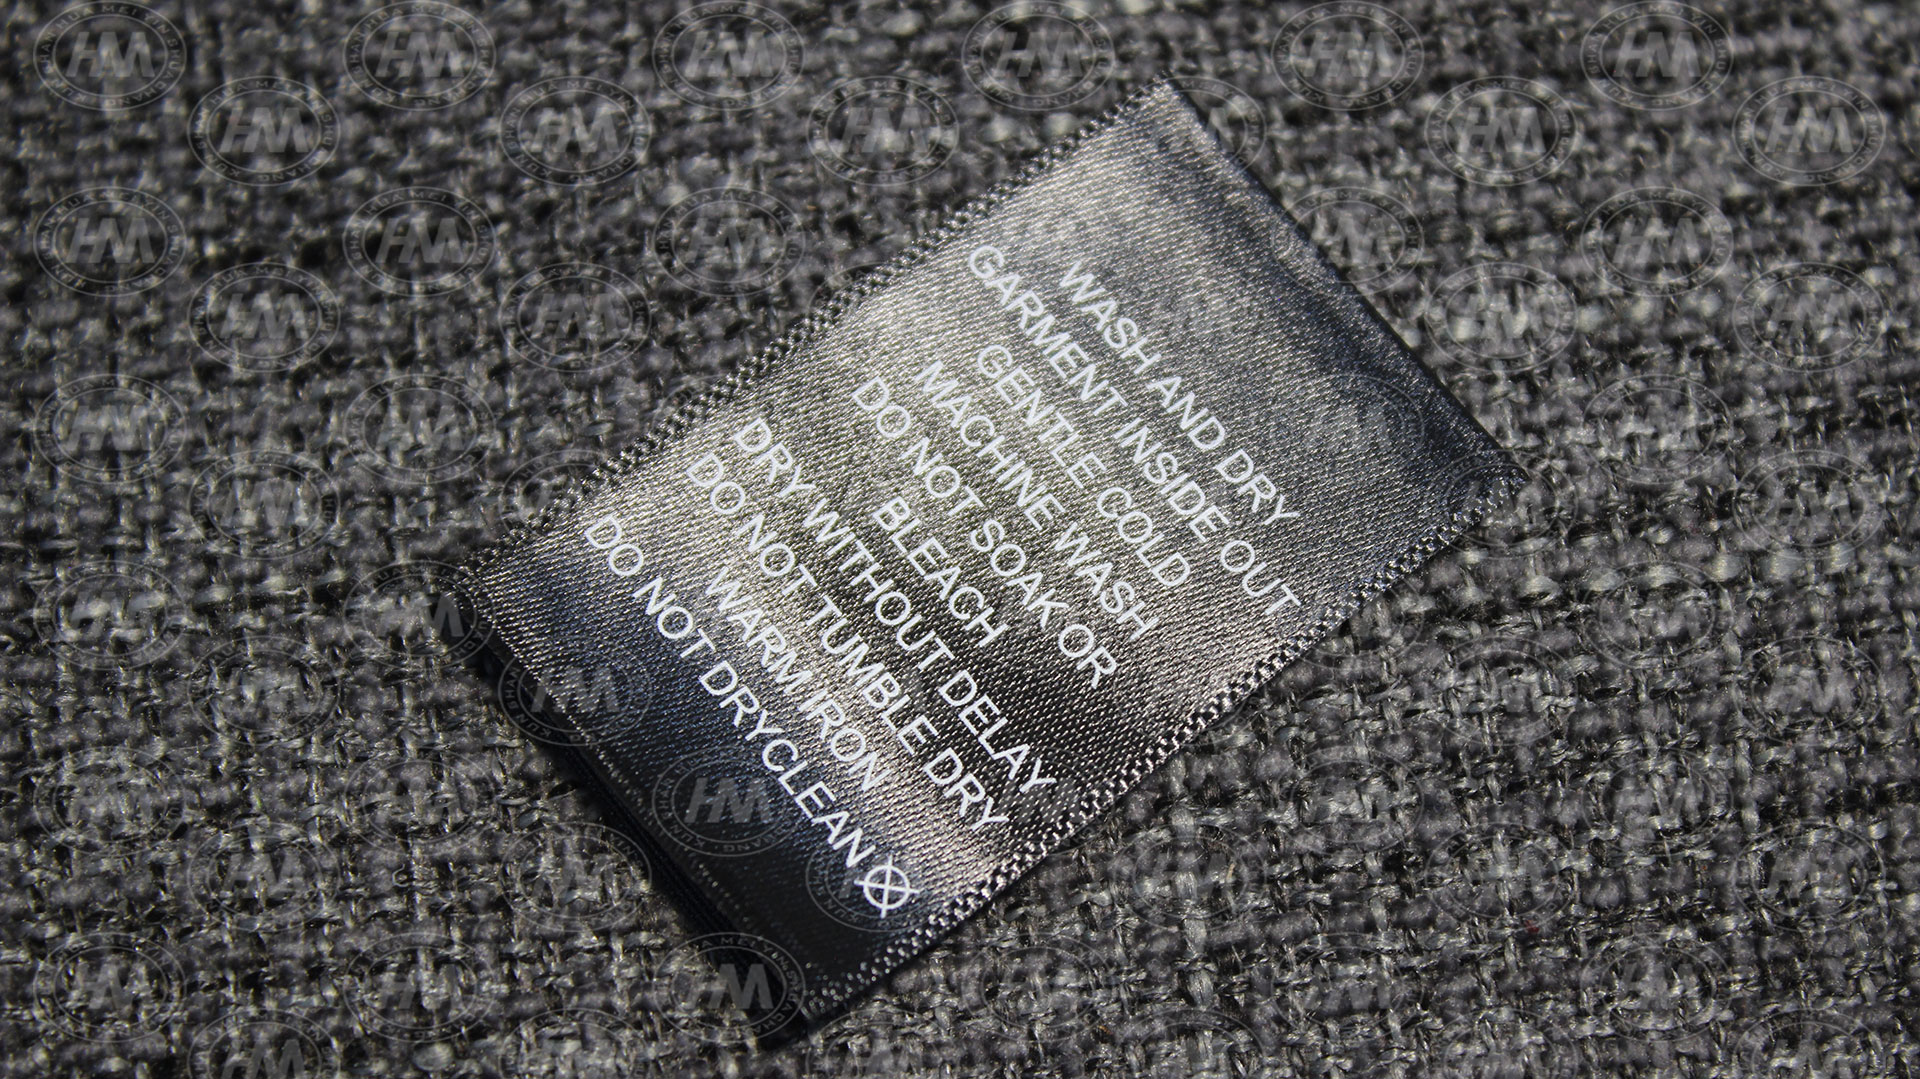 WASH AND DRY
GARMENT INSIDE OUT
GENTLE COLD
MACHINE WASH
DO NOT SOAK OR
BLEACH
DRY WITHOUT DELAY
DO NOT TUMBLE DRY
WARM IRON
DO NOT DRYCLEAN
HM